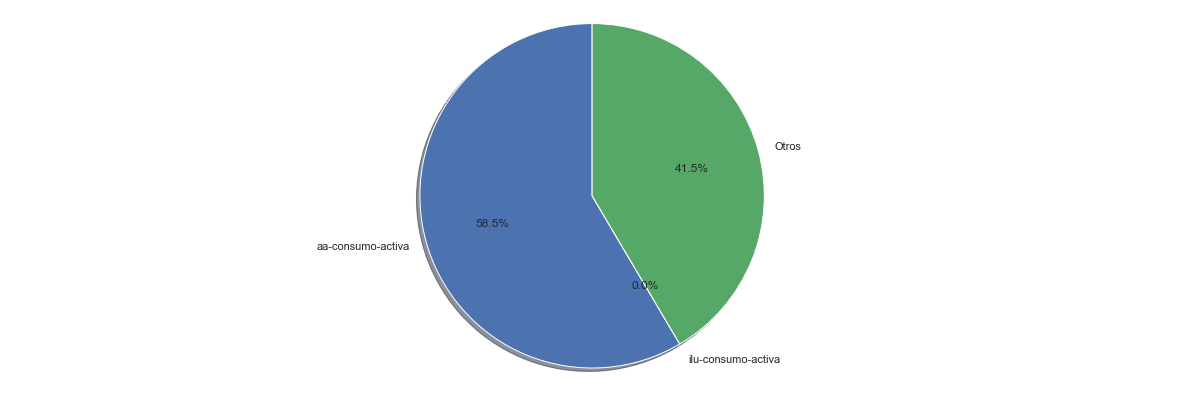 Otros
41.5%
58.5%
aa-consumo-activa
0.0%
ilu-consumo-activa